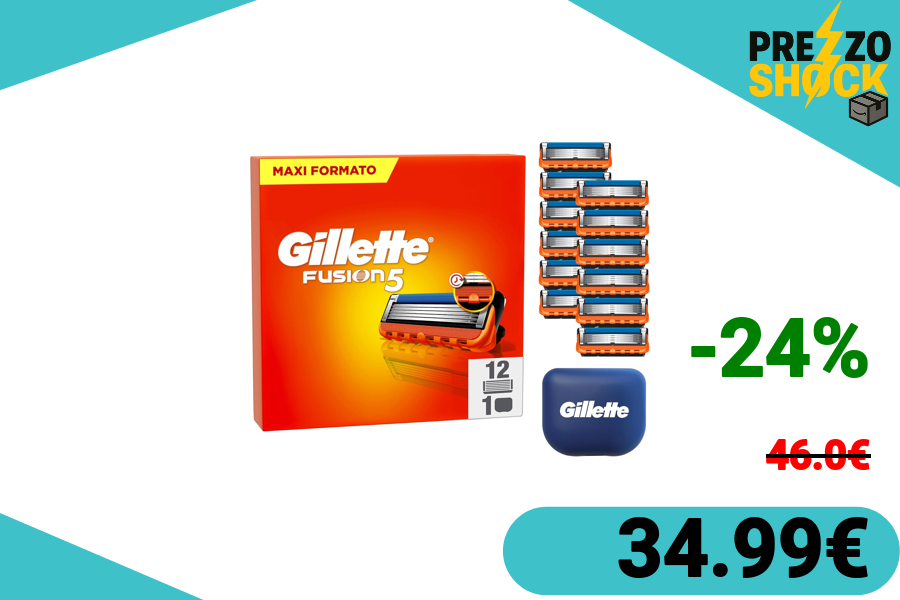 PREZZO
SHOCK
MAXI FORMATO
Gillette®
FUSION5
12
1
Gillette
-24%
46.0€
34.99€